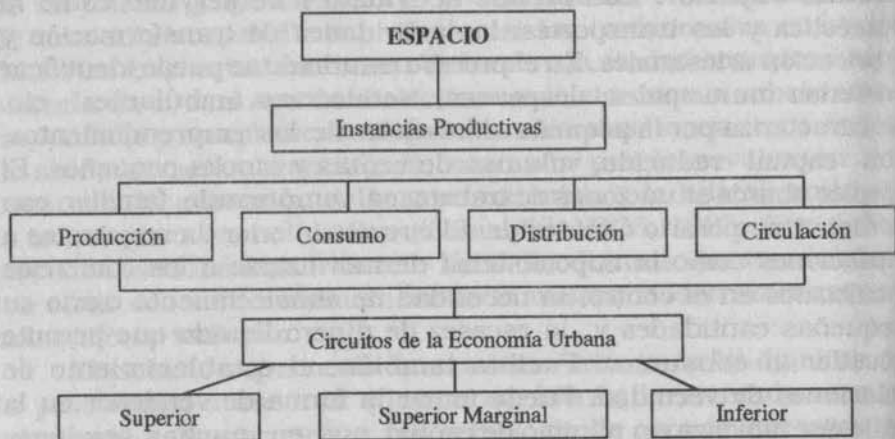 ESPACIO
Instancias Productivas
Producción
Consumo
Distribución
Circulación
Circuitos de la Economía Urbana
Superior
Superior Marginal
Inferior